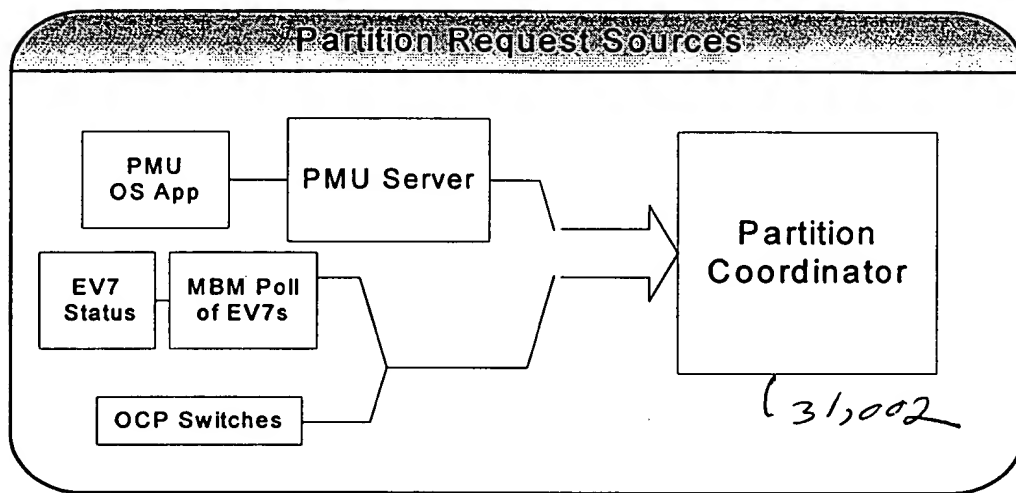 Partition Request Sources
PMU
OS App
PMU Server
EV7
Status
MBM Poll
of EV7s
OCP Switches
Partition
Coordinator
31,002